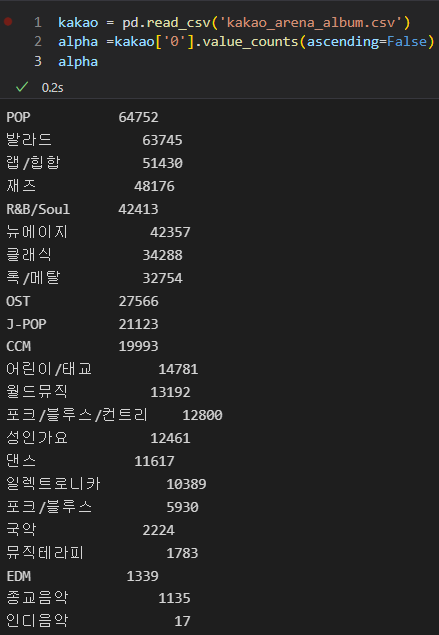 1 kakao = pd.read_csv('kakao_arena_album.csv')
2 alpha =kakao['0'].value_counts(ascending=False)
3 alpha
0.2s
POP 64752
발라드 63745
랩/힙합 51430
재즈 48176
R&B/Soul 42413
뉴에이지 42357
클래식 34288
록/메탈 32754
OST 27566
J-POP 21123
CCM 19993
어린이/태교 14781
월드뮤직 13192
포크/블루스/컨트리 12800
성인가요 12461
댄스 11617
일렉트로니카 10389
포크/블루스 5930
국악 2224
뮤직테라피 1783
EDM 1339
종교음악 1135
인디음악 17